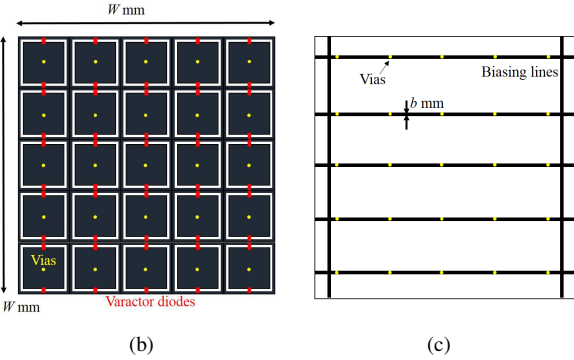 W mm
W mm
Vias
Varactor diodes
(b)
Vias
Biasing lines
b mm
(c)